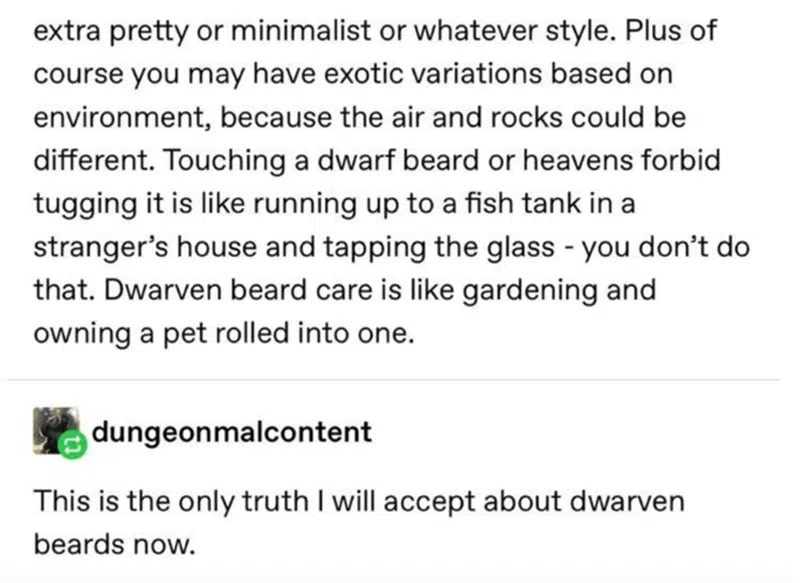 extra pretty or minimalist or whatever style. Plus of
course you may have exotic variations based on
environment, because the air and rocks could be
different. Touching a dwarf beard or heavens forbid
tugging it is like running up to a fish tank in a
stranger’s house and tapping the glass - you don’t do
that. Dwarven beard care is like gardening and
owning a pet rolled into one.
dungeonmalcontent
This is the only truth I will accept about dwarven
beards now.